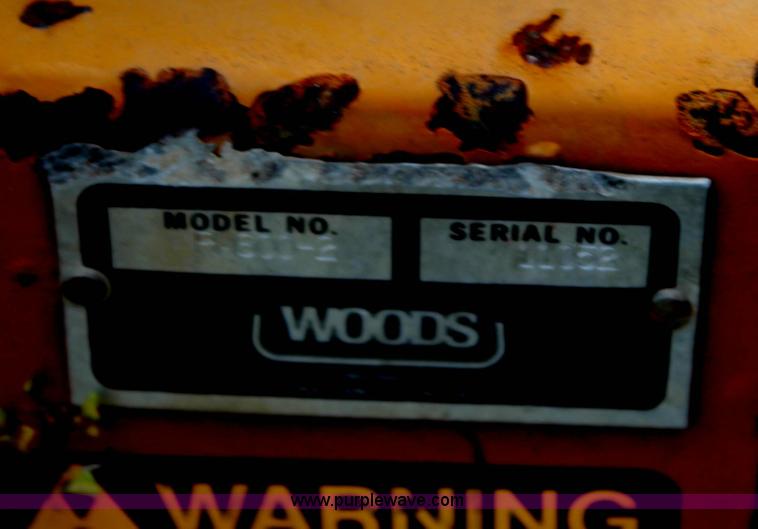 MODEL NO. SERIAL NO.
WOODS
WARNING
www.purplewave.com